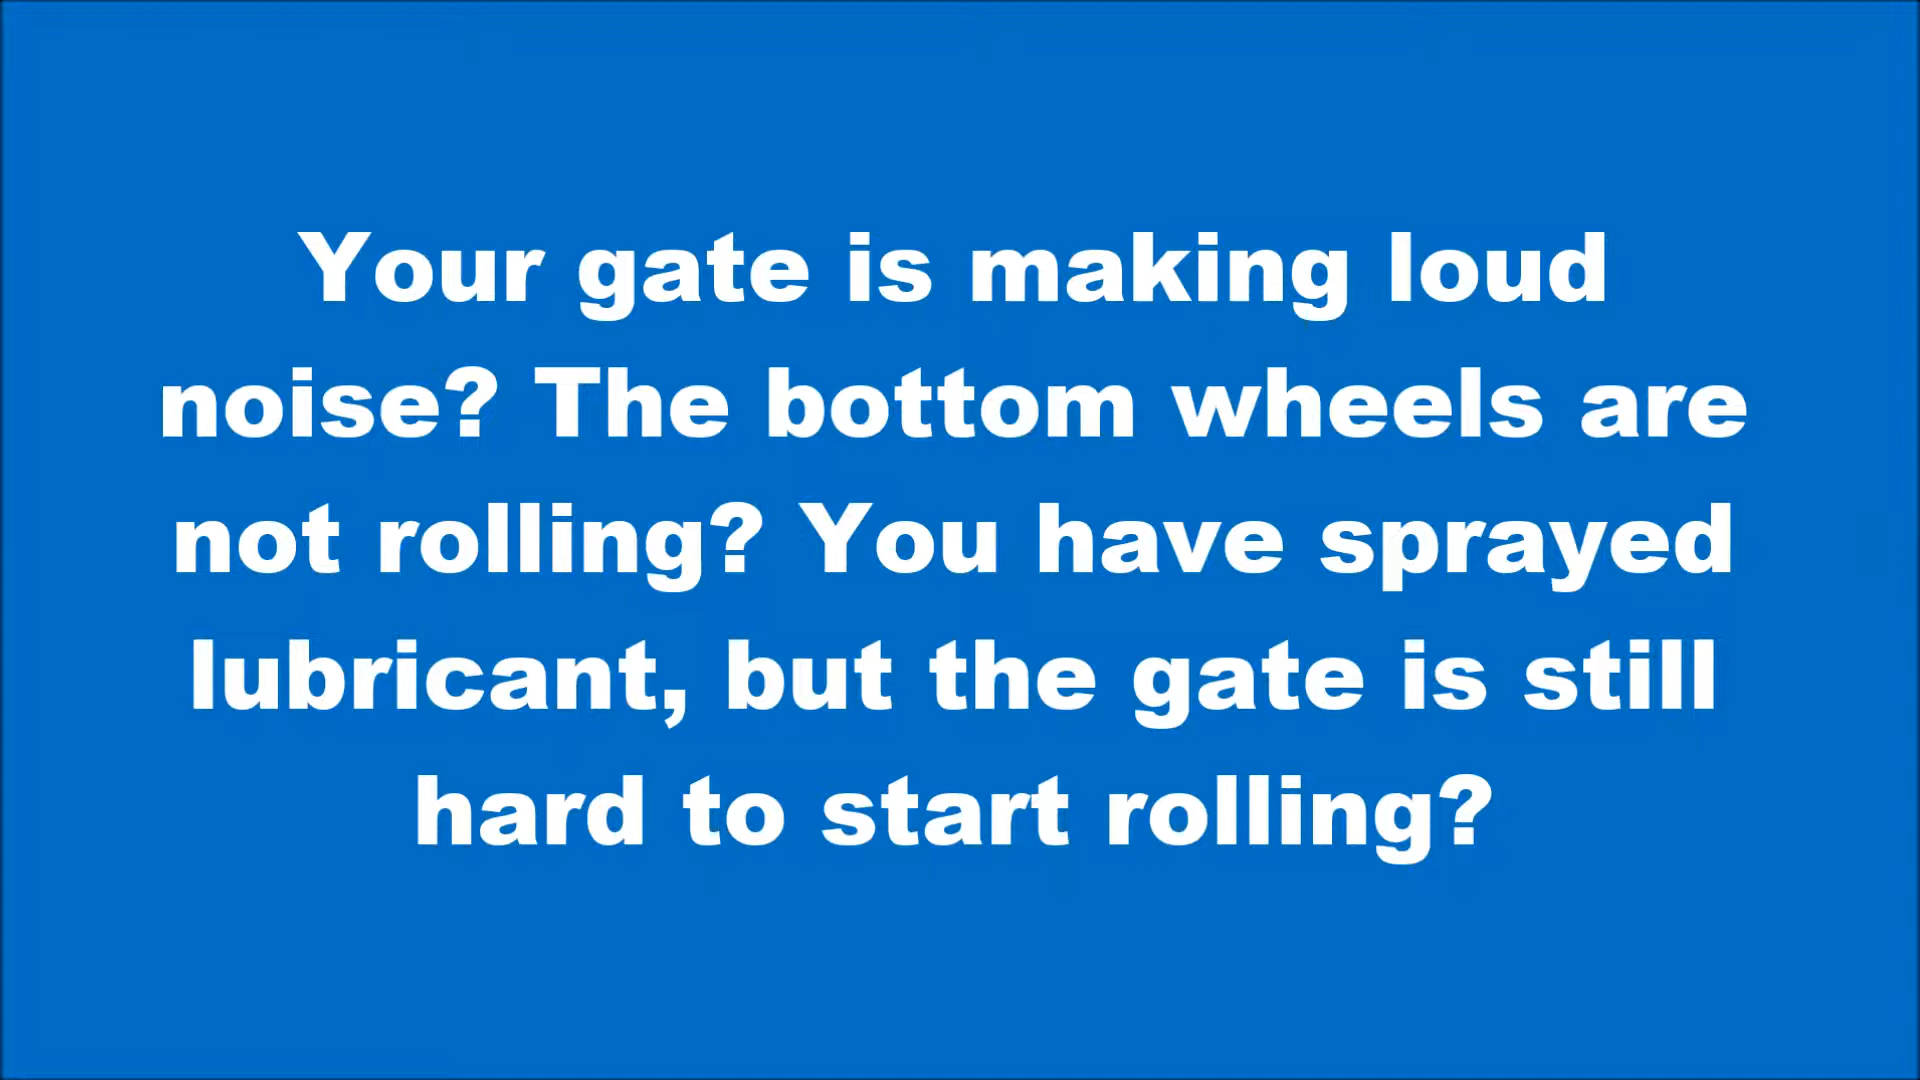 Your gate is making loud
noise? The bottom wheels are
not rolling? You have sprayed
lubricant, but the gate is still
hard to start rolling?